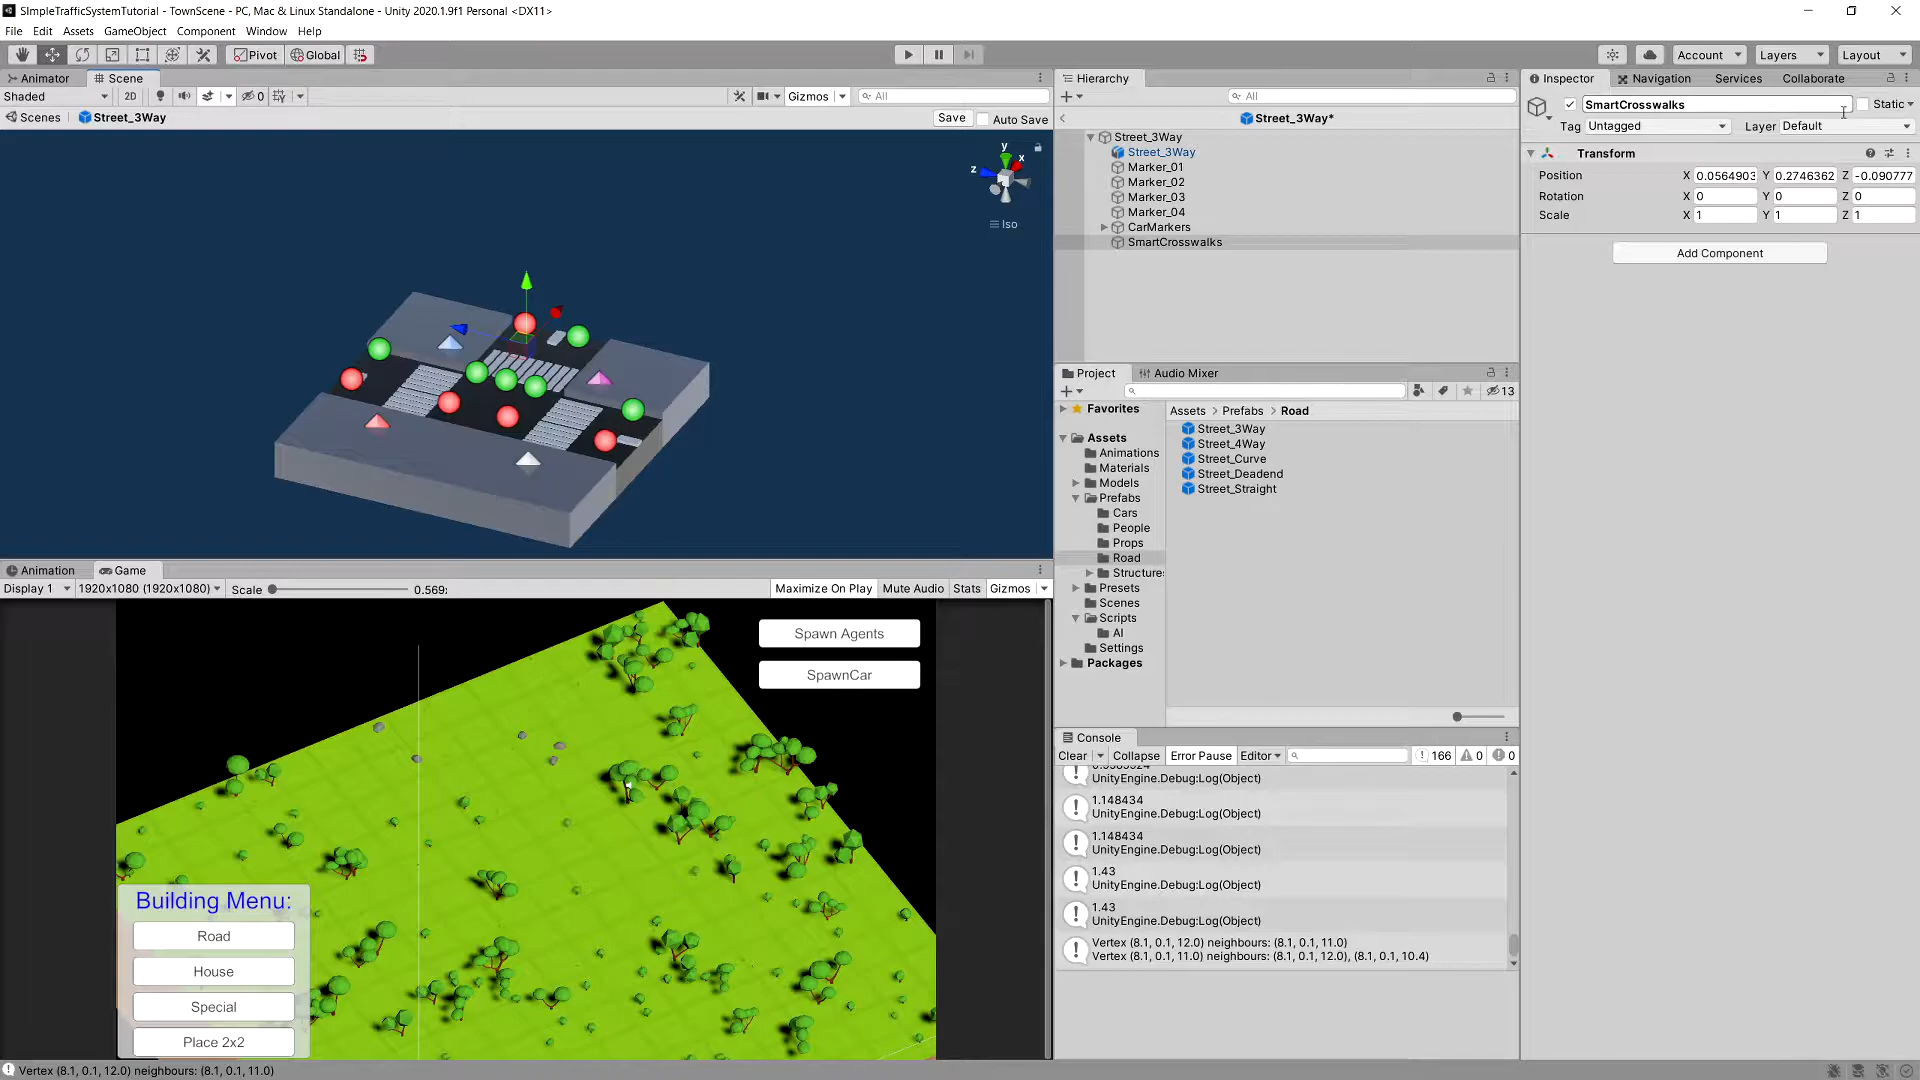 SImpleTrafficSystemTutorial - TownScene - PC, Mac & Linux Standalone - Unity 2020.1.9f1 Personal <DX11>
File Edit Assets GameObject Component Window Help
Pivot Global Account Layers Layout
Animator Scene
Shaded 2D 0 Gizmos All
Scenes Street_3Way Save Auto Save
y x z
Iso
Hierarchy
All
Street_3Way*
Street_3Way
Street_3Way
Marker_01
Marker_02
Marker_03
Marker_04
CarMarkers
SmartCrosswalks
Inspector Navigation Services Collaborate
SmartCrosswalks Static
Tag Untagged Layer Default
Transform
Position X 0.0564903 Y 0.2746362 Z -0.090777
Rotation X 0 Y 0 Z 0
Scale X 1 Y 1 Z 1
Add Component
Project Audio Mixer
13
Favorites
Assets
Animations
Materials
Models
Prefabs
Cars
People
Props
Road
Structure
Presets
Scenes
Scripts
AI
Settings
Packages
Assets > Prefabs > Road
Street_3Way
Street_4Way
Street_Curve
Street_Deadend
Street_Straight
Animation Game
Display 1 1920x1080 (1920x1080) Scale 0.569: Maximize On Play Mute Audio Stats Gizmos
Spawn Agents
SpawnCar
Building Menu:
Road
House
Special
Place 2x2
Console
Clear Collapse Error Pause Editor 166 0 0
UnityEngine.Debug:Log(Object)
1.148434
UnityEngine.Debug:Log(Object)
1.148434
UnityEngine.Debug:Log(Object)
1.43
UnityEngine.Debug:Log(Object)
1.43
UnityEngine.Debug:Log(Object)
Vertex (8.1, 0.1, 12.0) neighbours: (8.1, 0.1, 11.0)
Vertex (8.1, 0.1, 11.0) neighbours: (8.1, 0.1, 12.0), (8.1, 0.1, 10.4)
Vertex (8.1, 0.1, 12.0) neighbours: (8.1, 0.1, 11.0)